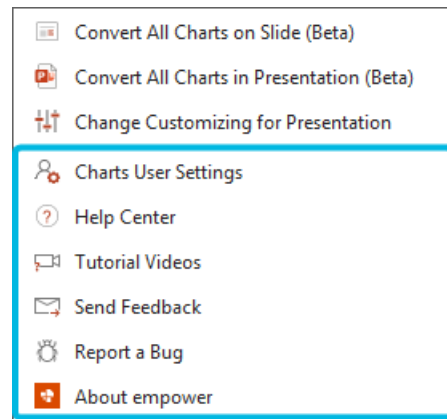 Convert All Charts on Slide (Beta)
Convert All Charts in Presentation (Beta)
Change Customizing for Presentation
Charts User Settings
Help Center
Tutorial Videos
Send Feedback
Report a Bug
About empower